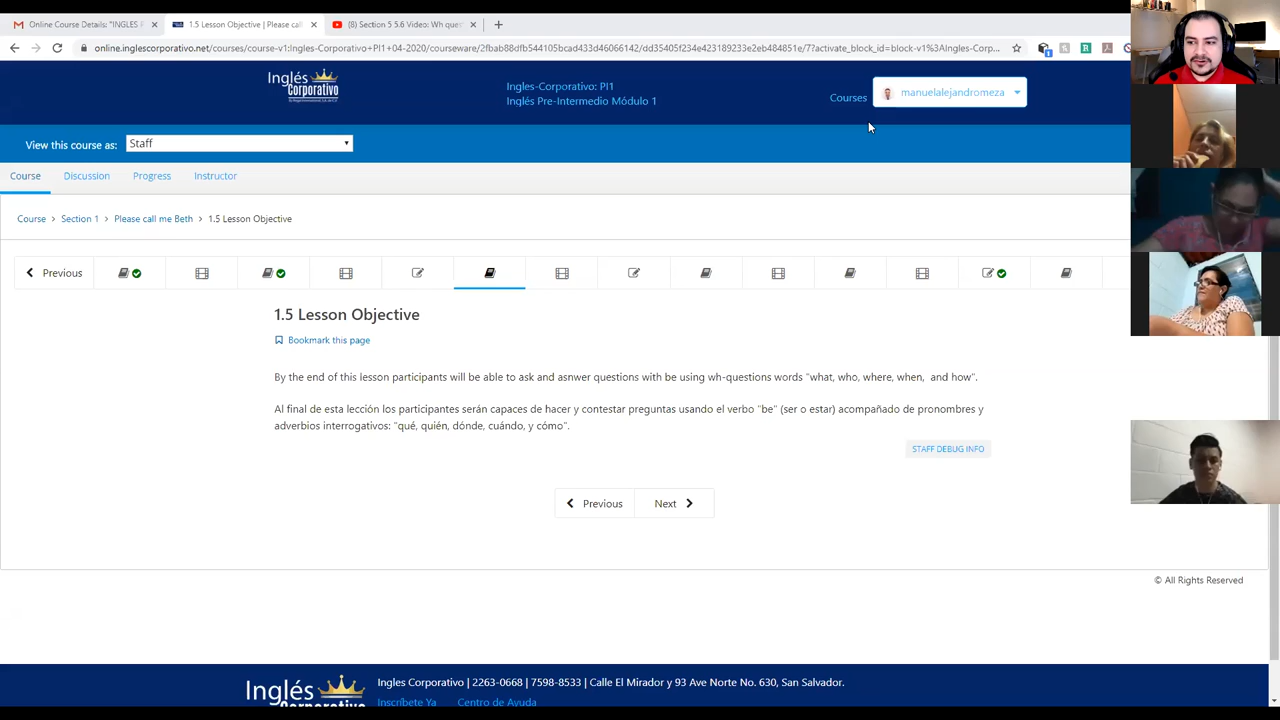 Online Course Details: "INGLES P
1.5 Lesson Objective | Please call
(8) Section 5 5.6 Video: Wh ques
online.inglescorporativo.net/courses/course-v1:Ingles-Corporativo+PI1+04-2020/courseware/2fbab88dfb544105bcad433d46066142/dd35405f234e423189233e2eb484851e/7?activate_block_id=block-v1%3AIngles-Corp...
Inglés
Corporativo
Ingles-Corporativo: PI1
Inglés Pre-Intermedio Módulo 1
Courses
manuelalejandromeza
View this course as:
Staff
Course
Discussion
Progress
Instructor
Course > Section 1 > Please call me Beth > 1.5 Lesson Objective
Previous
1.5 Lesson Objective
Bookmark this page
By the end of this lesson participants will be able to ask and asnwer questions with be using wh-questions words "what, who, where, when, and how".
Al final de esta lección los participantes serán capaces de hacer y contestar preguntas usando el verbo "be" (ser o estar) acompañado de pronombres y
adverbios interrogativos: "qué, quién, dónde, cuándo, y cómo".
STAFF DEBUG INFO
Previous
Next
© All Rights Reserved
Inglés
Corporativo
Ingles Corporativo | 2263-0668 | 7598-8533 | Calle El Mirador y 93 Ave Norte No. 630, San Salvador.
Inscríbete Ya
Centro de Ayuda